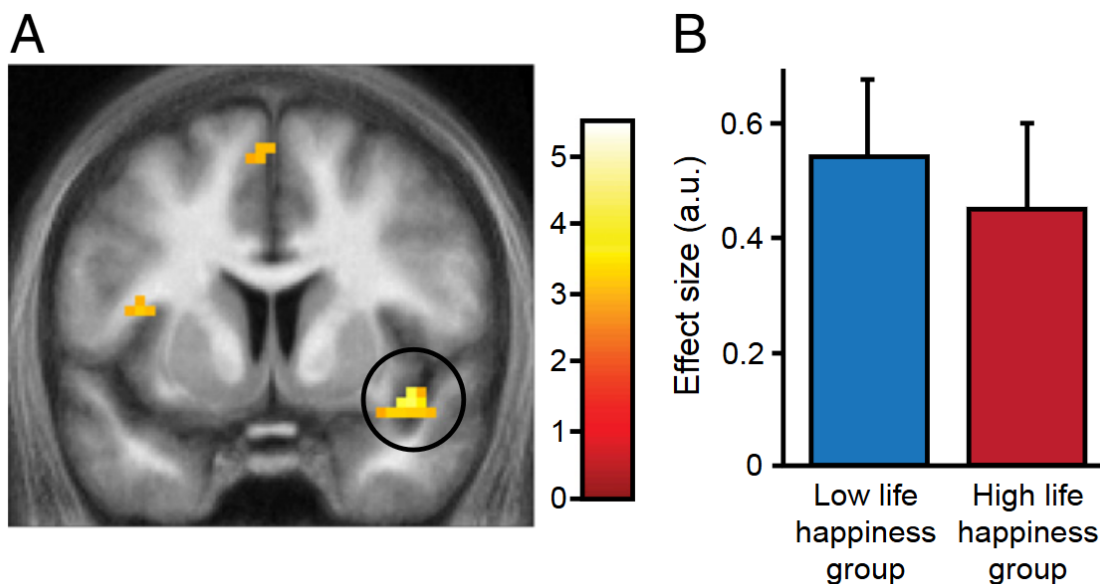 A
5
4
3
2
1
0
B
Effect size (a.u.)
0.6
0.4
0.2
0
Low life
happiness
group
High life
happiness
group